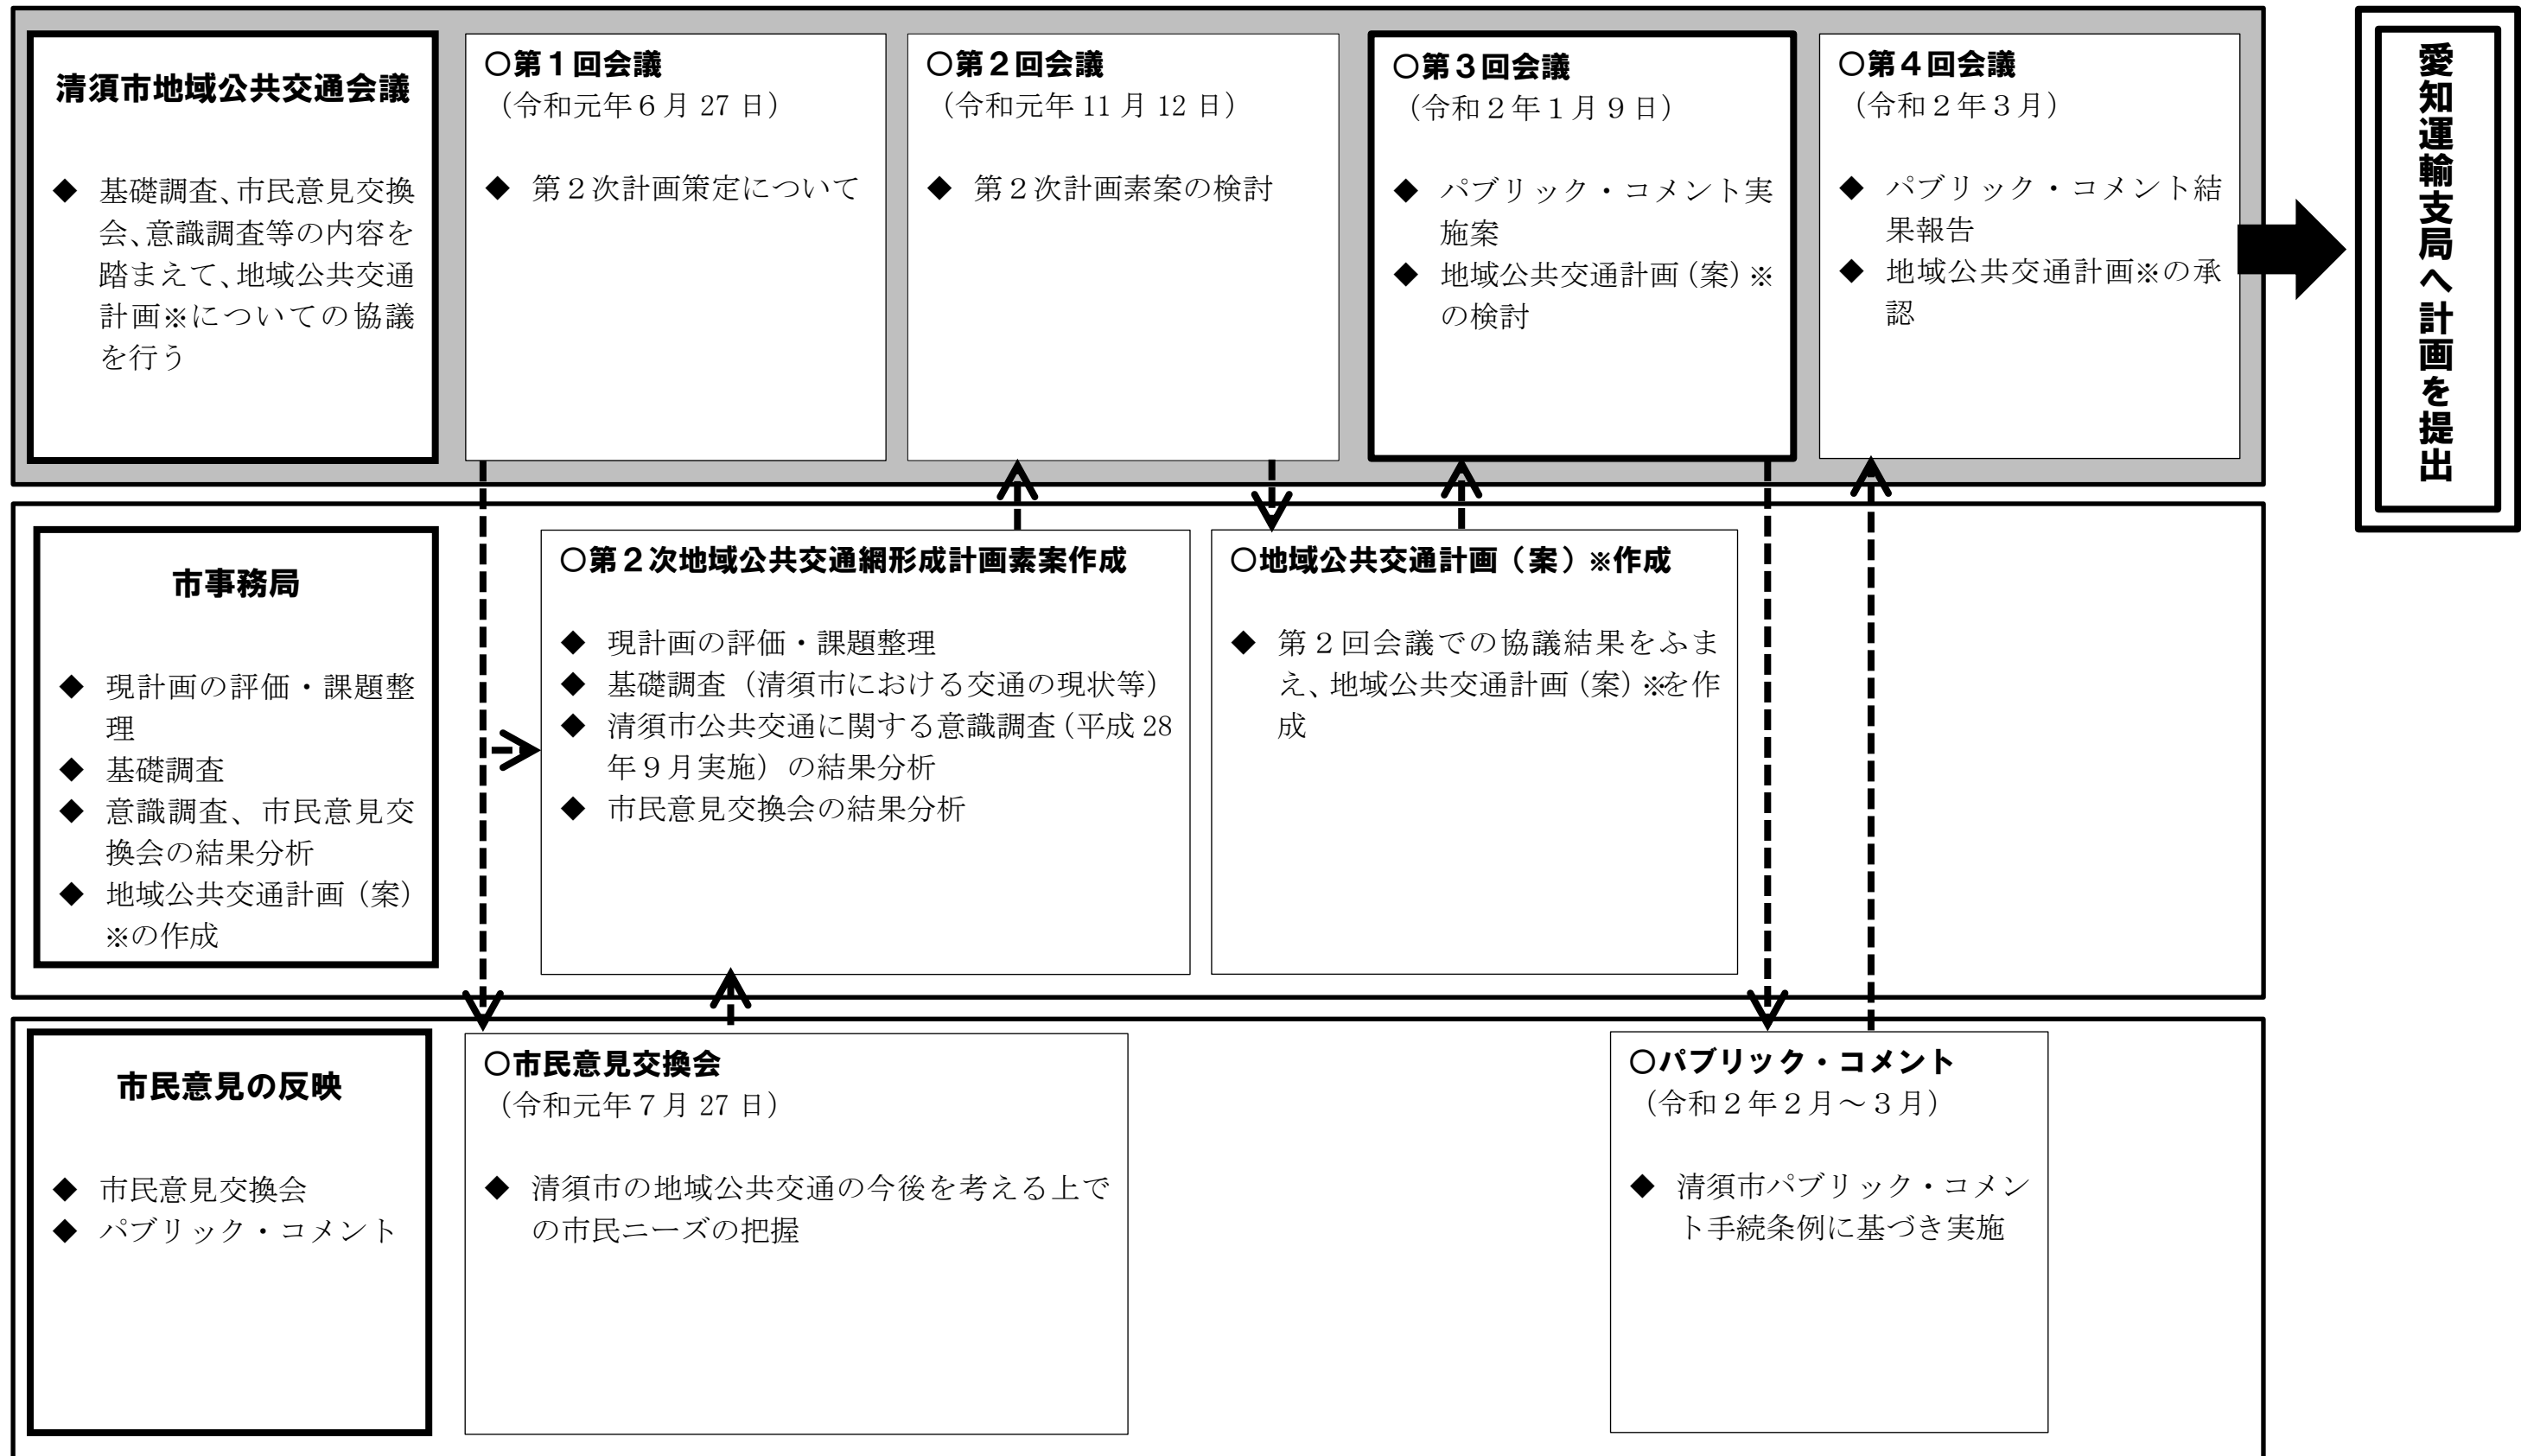 清須市地域公共交通会議
◆ 基礎調査、市民意見交換
会、意識調査等の内容を
踏まえて、地域公共交通
計画※についての協議
を行う
○第１回会議
（令和元年６月 27 日）
◆ 第２次計画策定について
○第２回会議
（令和元年 11 月 12 日）
◆ 第２次計画素案の検討
○第３回会議
（令和２年１月９日）
◆ パブリック・コメント実
施案
◆ 地域公共交通計画（案）※
の検討
○第４回会議
（令和２年３月）
◆ パブリック・コメント結
果報告
◆ 地域公共交通計画※の承
認
愛知運輸支局へ計画を提出
市事務局
◆ 現計画の評価・課題整
理
◆ 基礎調査
◆ 意識調査、市民意見交
換会の結果分析
◆ 地域公共交通計画（案）
※の作成
○第２次地域公共交通網形成計画素案作成
◆ 現計画の評価・課題整理
◆ 基礎調査（清須市における交通の現状等）
◆ 清須市公共交通に関する意識調査（平成 28
年９月実施）の結果分析
◆ 市民意見交換会の結果分析
○地域公共交通計画（案）※作成
◆ 第２回会議での協議結果をふま
え、地域公共交通計画（案）※を作
成
市民意見の反映
◆ 市民意見交換会
◆ パブリック・コメント
○市民意見交換会
（令和元年７月 27 日）
◆ 清須市の地域公共交通の今後を考える上で
の市民ニーズの把握
○パブリック・コメント
（令和２年２月～３月）
◆ 清須市パブリック・コメン
ト手続条例に基づき実施